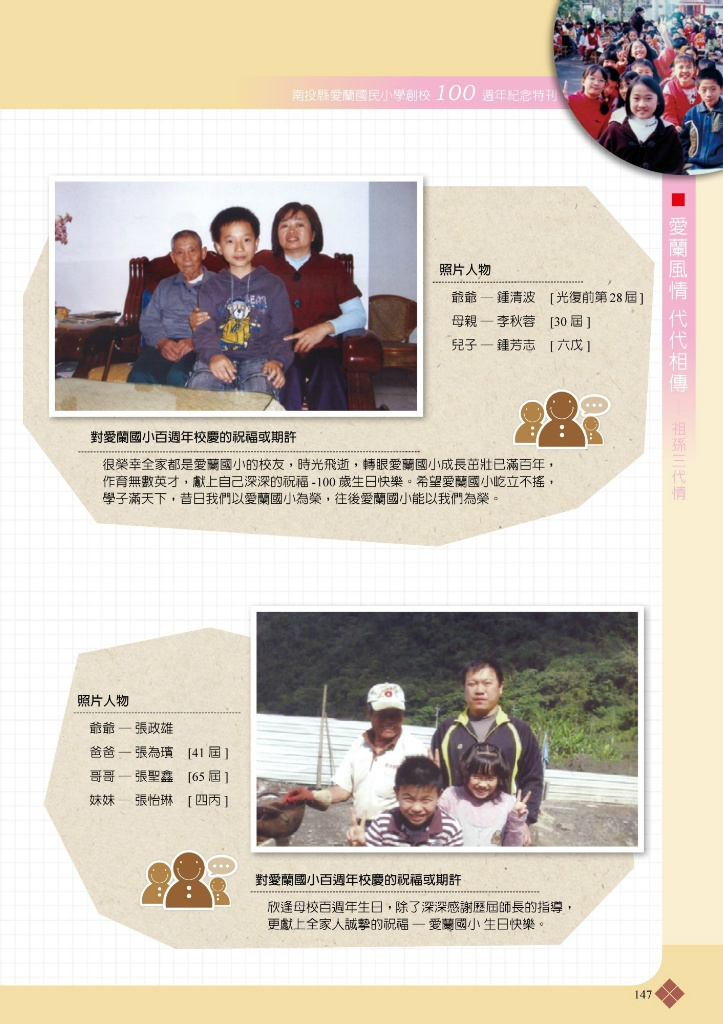 南投縣愛蘭國民小學創校 100 週年紀念特刊
愛蘭風情 代代相傳
祖孫三代情
照片人物
爺爺 — 鍾清波 [ 光復前第 28 屆 ]
母親 — 李秋蓉 [30 屆 ]
兒子 — 鍾芳志 [ 六戊 ]
對愛蘭國小百週年校慶的祝福或期許
很榮幸全家都是愛蘭國小的校友，時光飛逝，轉眼愛蘭國小成長茁壯已滿百年，
作育無數英才，獻上自己深深的祝福 -100 歲生日快樂。希望愛蘭國小屹立不搖，
學子滿天下，昔日我們以愛蘭國小為榮，往後愛蘭國小能以我們為榮。
照片人物
爺爺 — 張政雄
爸爸 — 張為璸 [41 屆 ]
哥哥 — 張聖鑫 [65 屆 ]
妹妹 — 張怡琳 [ 四丙 ]
對愛蘭國小百週年校慶的祝福或期許
欣逢母校百週年生日，除了深深感謝歷屆師長的指導，
更獻上全家人誠摯的祝福 — 愛蘭國小 生日快樂。
147